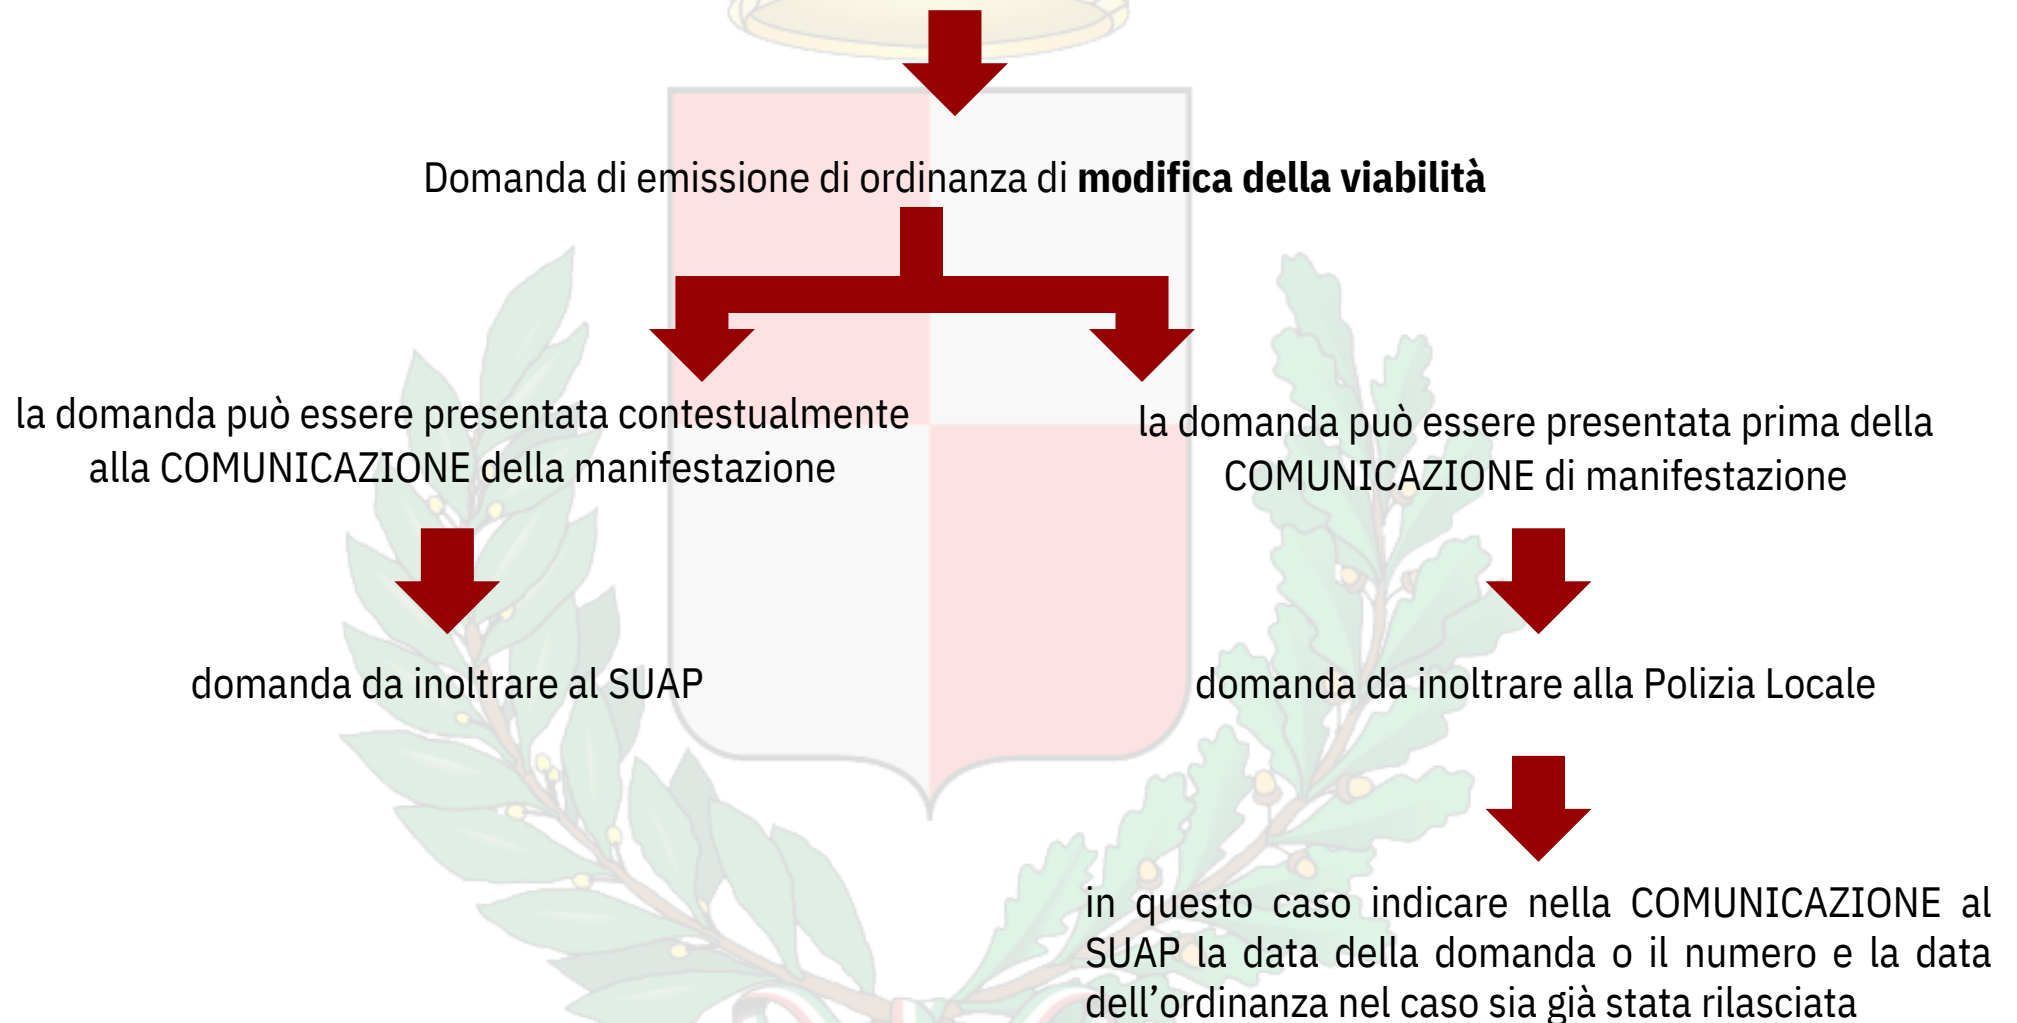 Domanda di emissione di ordinanza di modifica della viabilità
la domanda può essere presentata contestualmente
alla COMUNICAZIONE della manifestazione
domanda da inoltrare al SUAP
la domanda può essere presentata prima della
COMUNICAZIONE di manifestazione
domanda da inoltrare alla Polizia Locale
in questo caso indicare nella COMUNICAZIONE al
SUAP la data della domanda o il numero e la data
dell’ordinanza nel caso sia già stata rilasciata